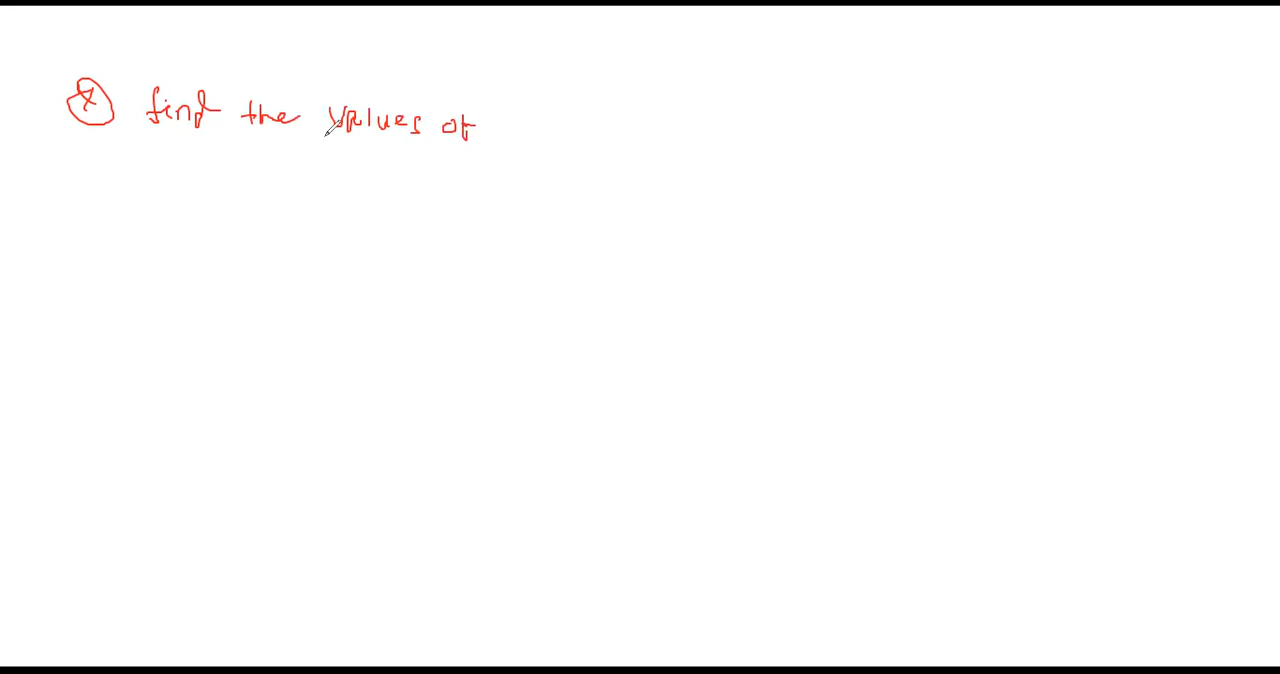 find the values of